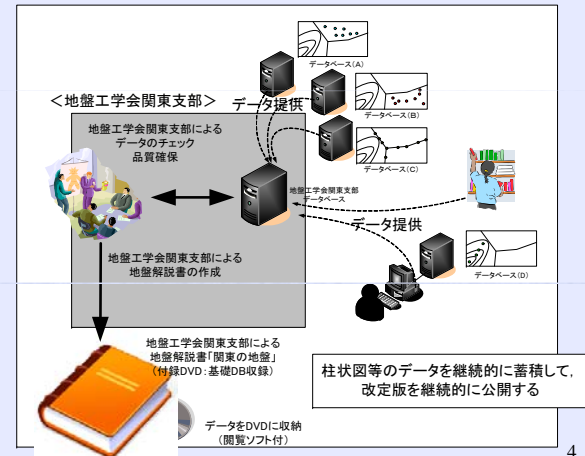 データベース(A)
データベース(B)
データベース(C)
<地盤工学会関東支部>
データ提供
地盤工学会関東支部による
データのチェック
品質確保
地盤工学会関東支部
データベース
データ提供
データベース(D)
地盤工学会関東支部による
地盤解説書の作成
地盤工学会関東支部による
地盤解説書「関東の地盤」
(付録DVD:基礎DB収録)
柱状図等のデータを継続的に蓄積して,
改定版を継続的に公開する
データをDVDに収納
(閲覧ソフト付)
4